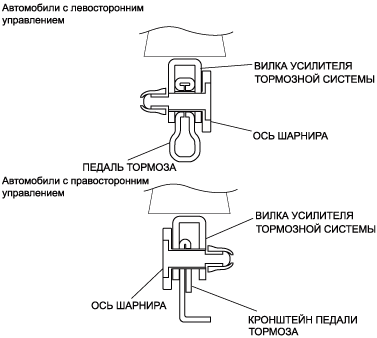 Автомобили с левосторонним
управлением
ВИЛКА УСИЛИТЕЛЯ
ТОРМОЗНОЙ СИСТЕМЫ
ОСЬ ШАРНИРА
ПЕДАЛЬ ТОРМОЗА
Автомобили с правосторонним
управлением
ВИЛКА УСИЛИТЕЛЯ
ТОРМОЗНОЙ СИСТЕМЫ
ОСЬ ШАРНИРА
КРОНШТЕЙН ПЕДАЛИ
ТОРМОЗА